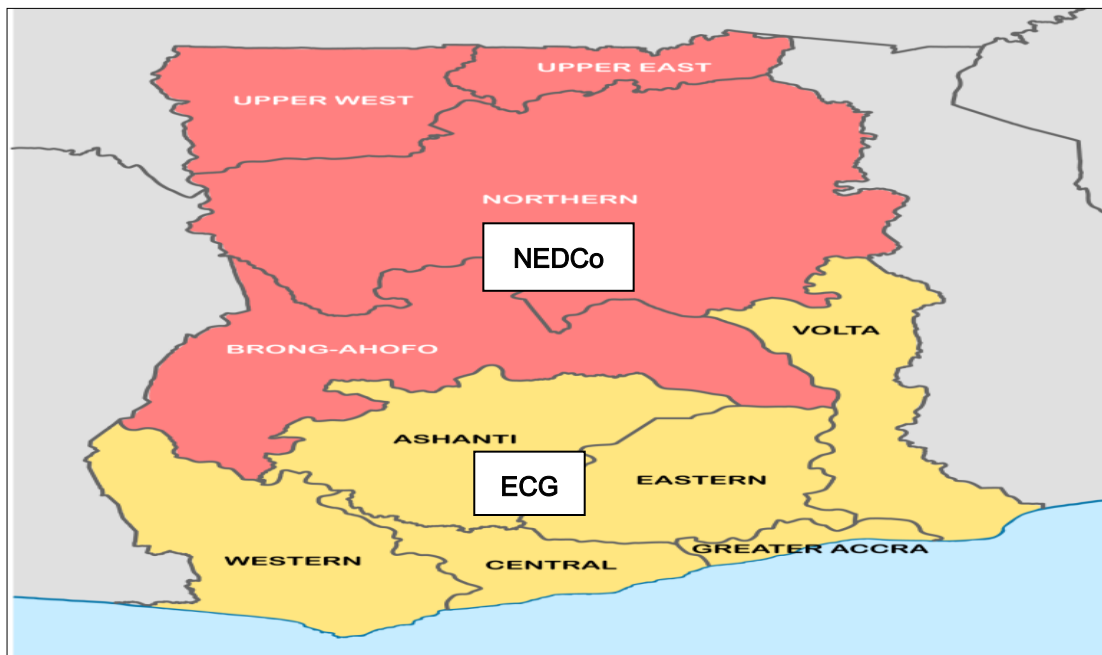 UPPER EAST
UPPER WEST
NORTHERN
NEDCo
VOLTA
BRONG-AHOFO
ASHANTI
EASTERN
ECG
GREATER ACCRA
WESTERN
CENTRAL